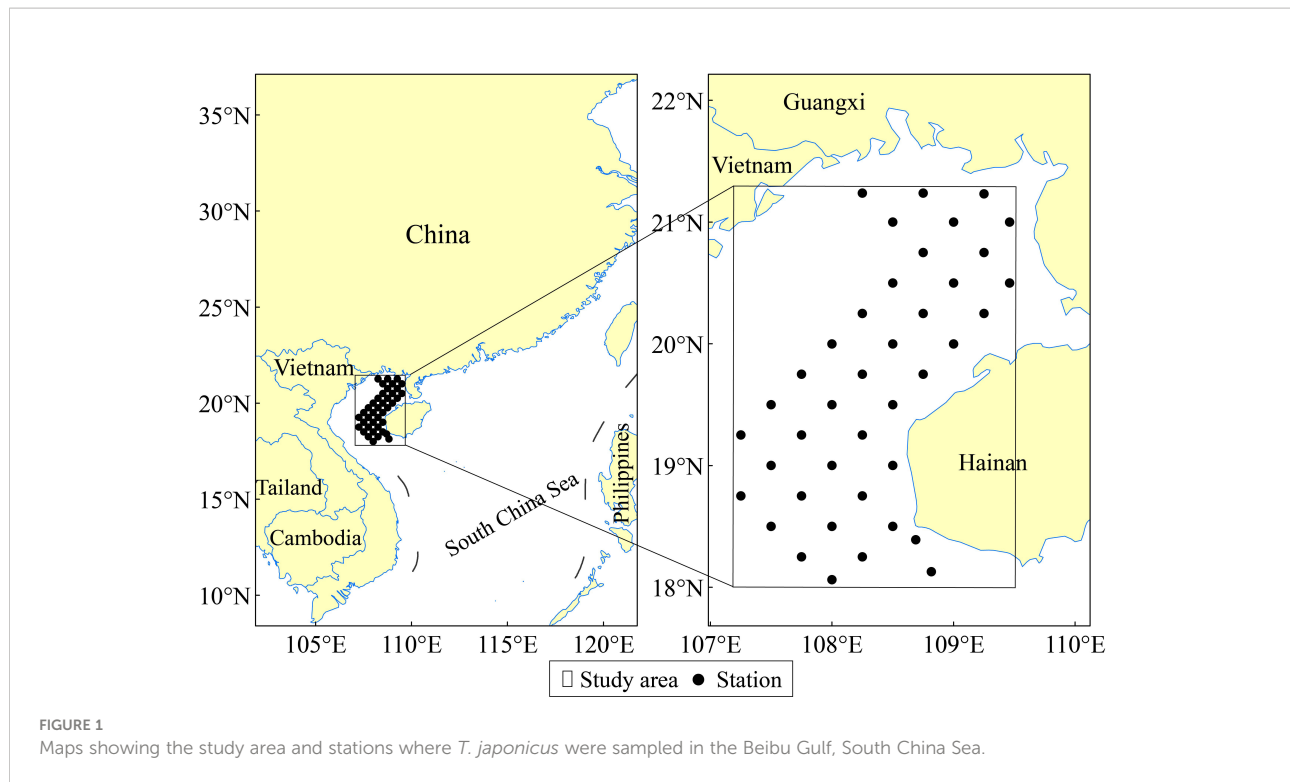 35°N
30°N
25°N
20°N
15°N
10°N
China
Vietnam
Tailand
Cambodia
South China Sea
Philippines
105°E 110°E 115°E 120°E
22°N
21°N
20°N
19°N
18°N
Guangxi
Vietnam
Hainan
107°E 108°E 109°E 110°E
Study area Station
FIGURE 1
Maps showing the study area and stations where T. japonicus were sampled in the Beibu Gulf, South China Sea.